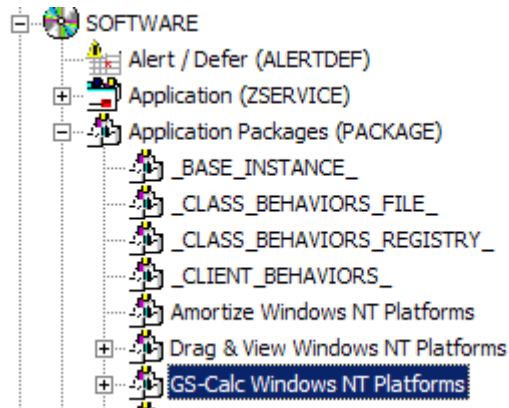 SOFTWARE
Alert / Defer (ALERTDEF)
Application (ZSERVICE)
Application Packages (PACKAGE)
_BASE_INSTANCE_
_CLASS_BEHAVIORS_FILE_
_CLASS_BEHAVIORS_REGISTRY_
_CLIENT_BEHAVIORS_
Amortize Windows NT Platforms
Drag & View Windows NT Platforms
GS-Calc Windows NT Platforms